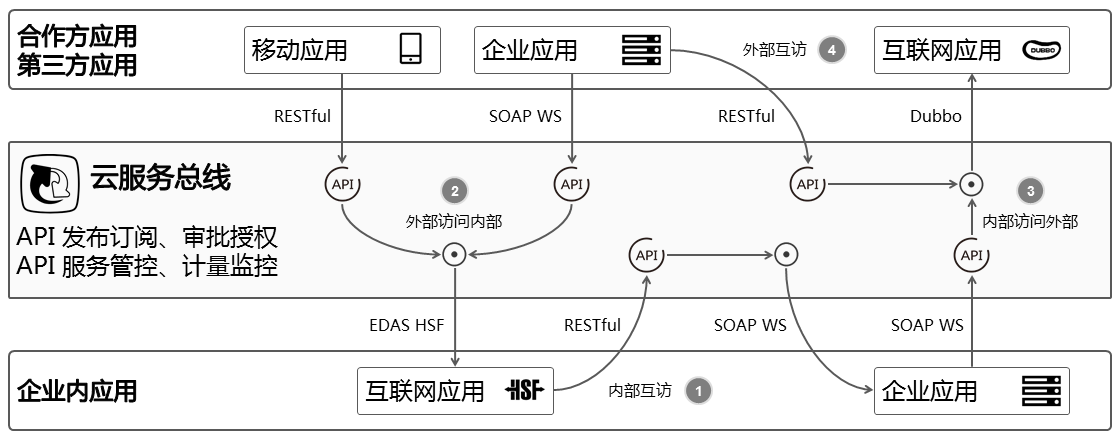 合作方应用
第三方应用
移动应用
企业应用
外部互访 4
互联网应用 DUBBO
RESTful
SOAP WS
RESTful
Dubbo
云服务总线
API 发布订阅、审批授权
API 服务管控、计量监控
API
2
外部访问内部
API
API
3
内部访问外部
API
API
EDAS HSF
RESTful
SOAP WS
SOAP WS
企业内应用
互联网应用 HSF
内部互访 1
企业应用